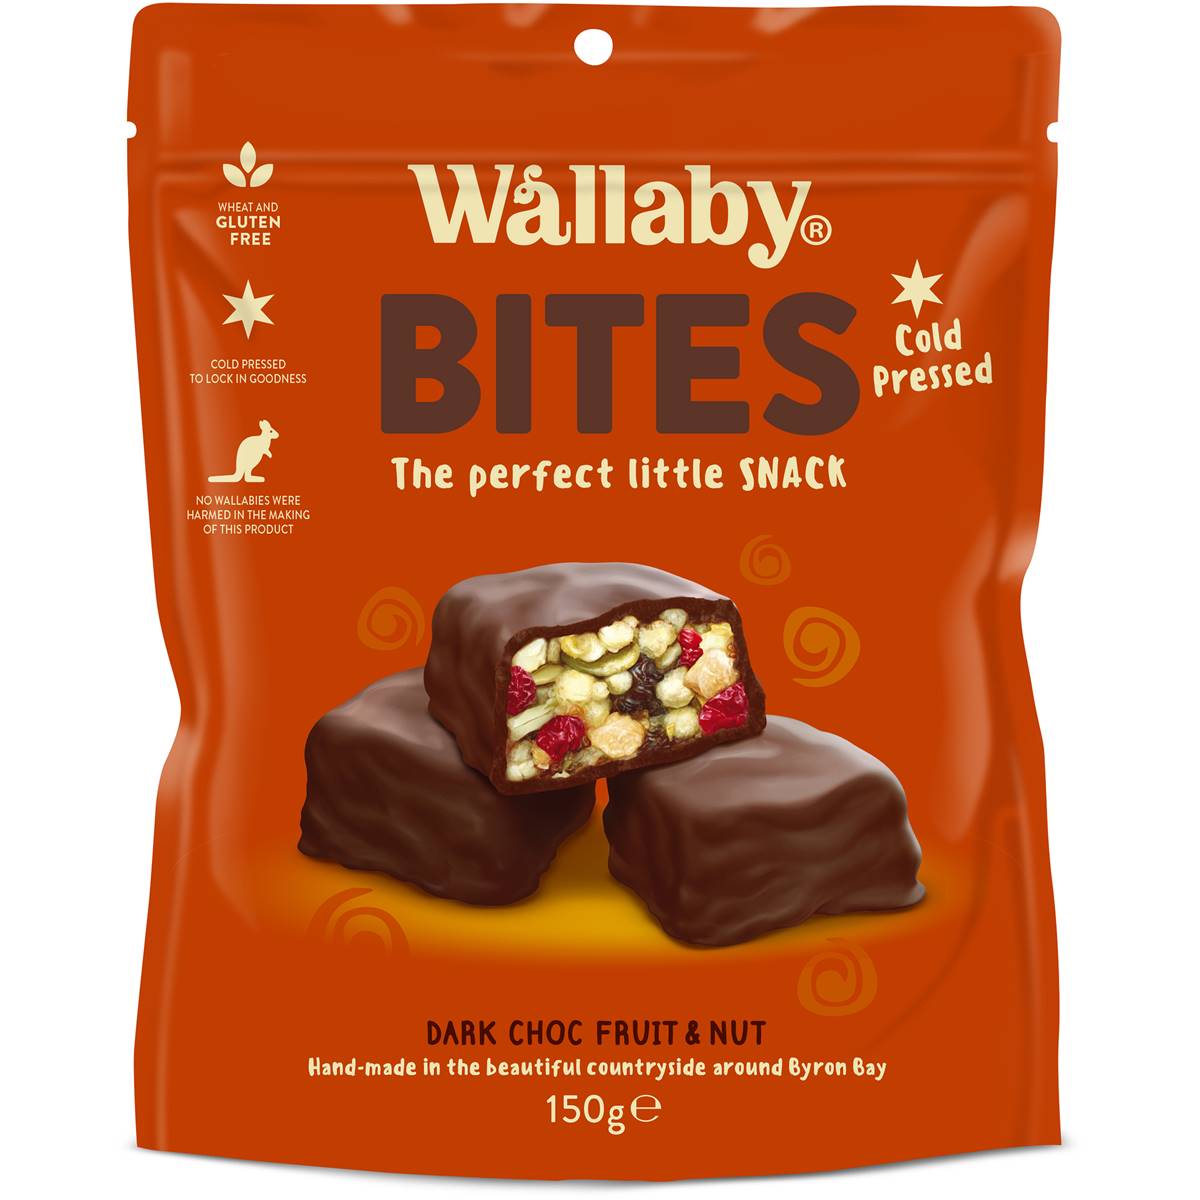 Wallaby®
BITES
The perfect little SNACK
WHEAT AND
GLUTEN
FREE
COLD PRESSED
TO LOCK IN GOODNESS
NO WALLABIES WERE
HARMED IN THE MAKING
OF THIS PRODUCT
Cold
Pressed
DARK CHOC FRUIT & NUT
Hand-made in the beautiful countryside around Byron Bay
150g ℮